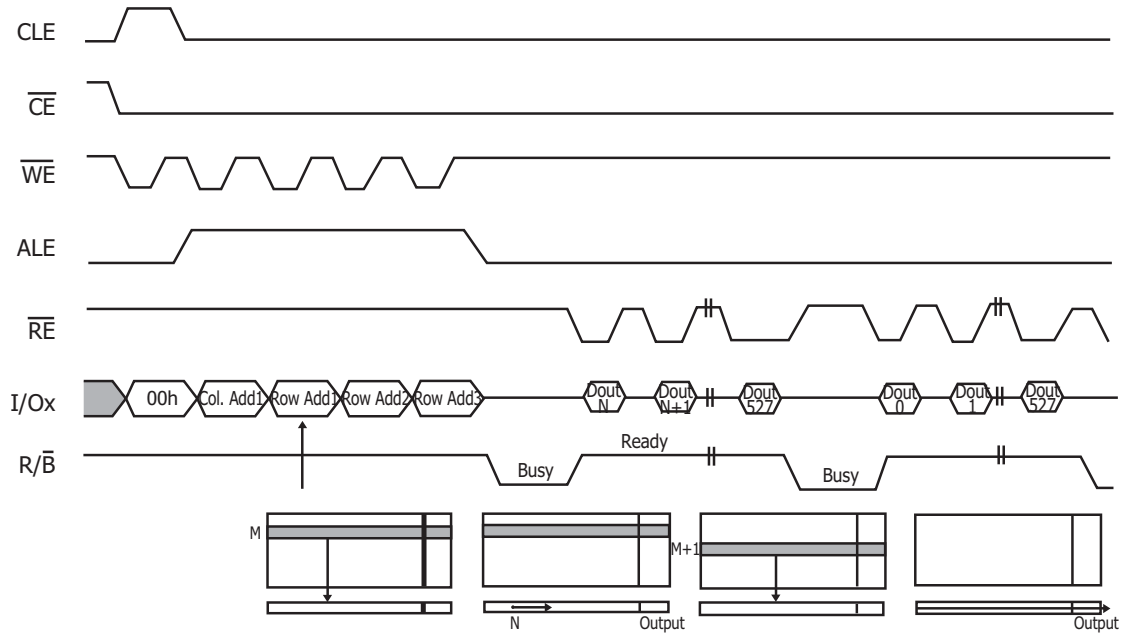 CLE
CE
WE
ALE
RE
I/Ox
00h
Col. Add1
Row Add1
Row Add2
Row Add3
Dout
N
Dout
N+1
Dout
527
Dout
0
Dout
1
Dout
527
R/B
Busy
Ready
Busy
M
M+1
N
Output
Output